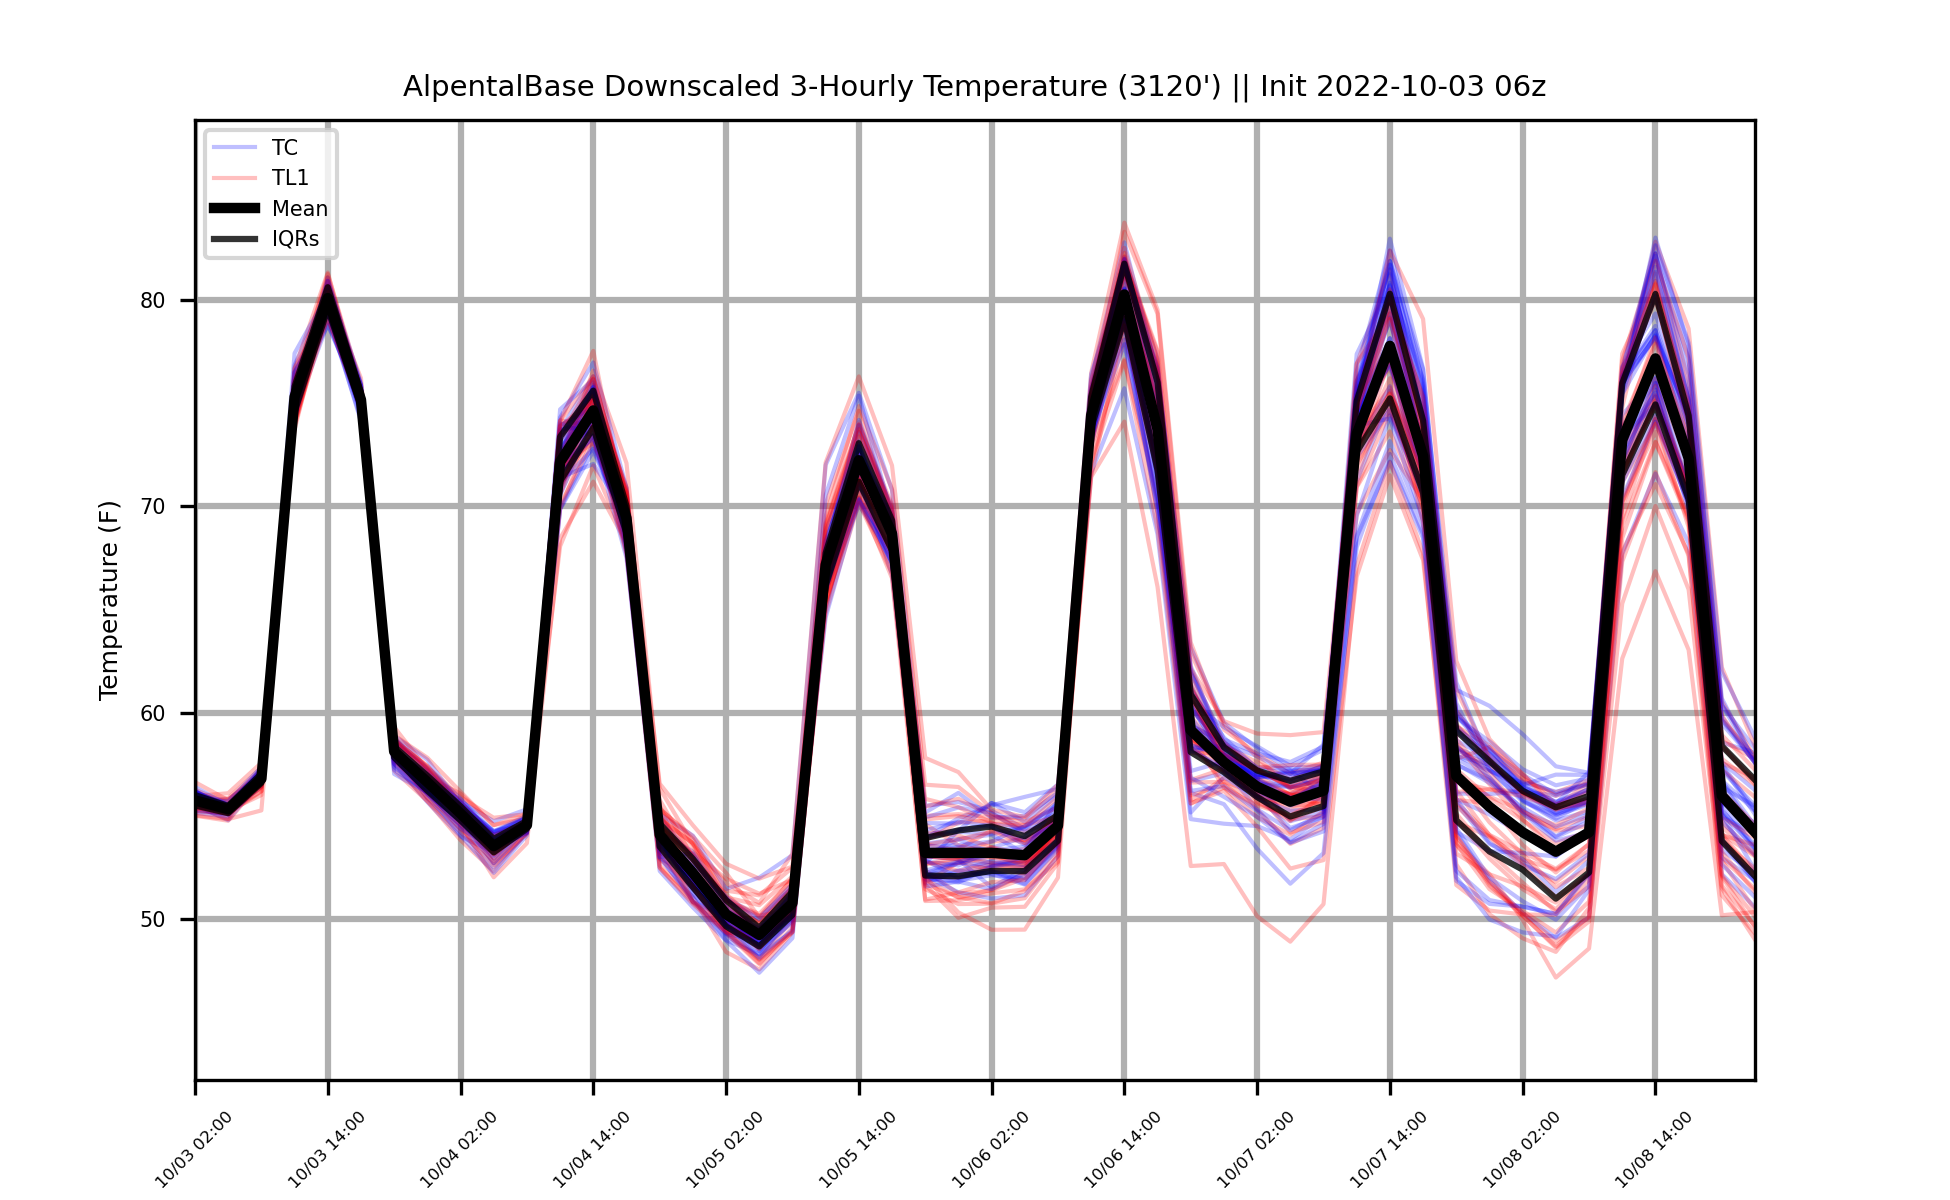 AlpentalBase Downscaled 3-Hourly Temperature (3120') || Init 2022-10-03 06z
TC
TL1
Mean
IQRs
Temperature (F)
80
70
60
50
10/03 02:00
10/03 14:00
10/04 02:00
10/04 14:00
10/05 02:00
10/05 14:00
10/06 02:00
10/06 14:00
10/07 02:00
10/07 14:00
10/08 02:00
10/08 14:00